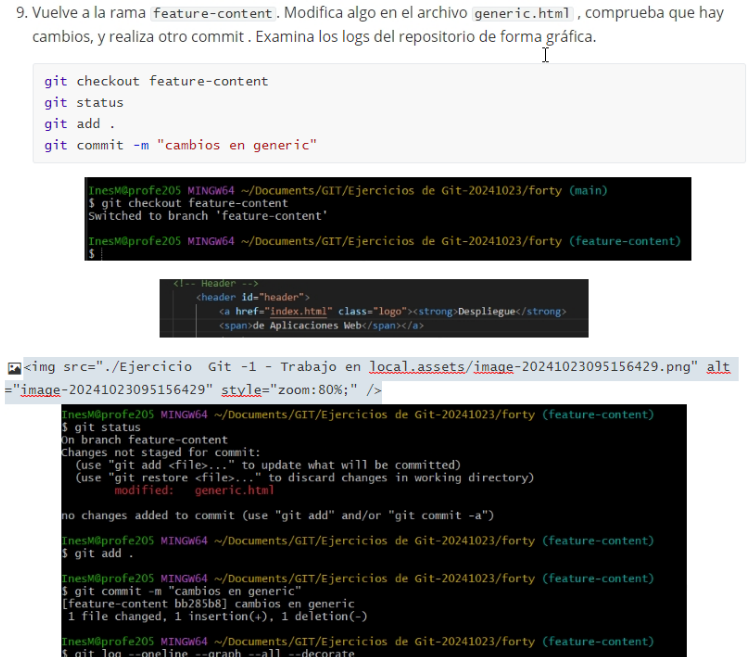 9. Vuelve a la rama feature-content. Modifica algo en el archivo generic.html , comprueba que hay
cambios, y realiza otro commit . Examina los logs del repositorio de forma gráfica.
git checkout feature-content
git status
git add .
git commit -m "cambios en generic"
InesM@profe205 MINGW64 ~/Documents/GIT/Ejercicios de Git-20241023/forty (main)
$ git checkout feature-content
Switched to branch 'feature-content'
InesM@profe205 MINGW64 ~/Documents/GIT/Ejercicios de Git-20241023/forty (feature-content)
$
<!-- Header -->
<header id="header">
<a href="index.html" class="logo"><strong>Despliegue</strong>
<span>de Aplicaciones Web</span></a>
<img src="./Ejercicio  Git -1 - Trabajo en local.assets/image-20241023095156429.png" alt
="image-20241023095156429" style="zoom:80%;" />
InesM@profe205 MINGW64 ~/Documents/GIT/Ejercicios de Git-20241023/forty (feature-content)
$ git status
On branch feature-content
Changes not staged for commit:
(use "git add <file>..." to update what will be committed)
(use "git restore <file>..." to discard changes in working directory)
modified:   generic.html
no changes added to commit (use "git add" and/or "git commit -a")
InesM@profe205 MINGW64 ~/Documents/GIT/Ejercicios de Git-20241023/forty (feature-content)
$ git add .
InesM@profe205 MINGW64 ~/Documents/GIT/Ejercicios de Git-20241023/forty (feature-content)
$ git commit -m "cambios en generic"
[feature-content bb285b8] cambios en generic
1 file changed, 1 insertion(+), 1 deletion(-)
InesM@profe205 MINGW64 ~/Documents/GIT/Ejercicios de Git-20241023/forty (feature-content)
$ git log --oneline --graph --all --decorate